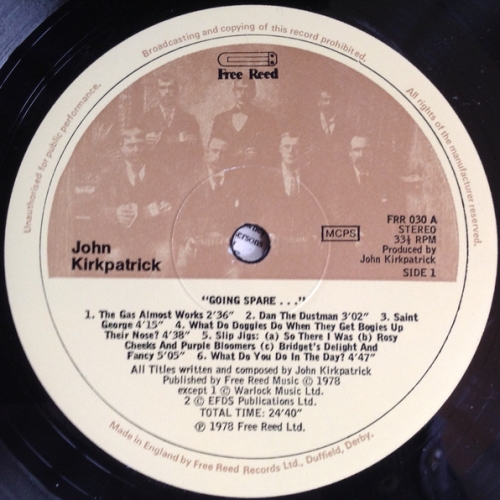 Broadcasting and copying of this record prohibited.
Unauthorised for public performance.
All rights of the manufacturer reserved.
Free Reed
John
Kirkpatrick
MCPS
FRR 030 A
STEREO
33⅓ RPM
Produced by
John Kirkpatrick
SIDE 1
ersons
"GOING SPARE . . ."
1. The Gas Almost Works 2'36" 2. Dan The Dustman 3'02" 3. Saint
George 4'15" 4. What Do Doggies Do When They Get Bogies Up
Their Nose? 4'38" 5. Slip Jigs: (a) So There I Was (b) Rosy
Cheeks And Purple Bloomers (c) Bridget's Delight And
Fancy 5'05" 6. What Do You Do In The Day? 4'47"
All Titles written and composed by John Kirkpatrick
Published by Free Reed Music © 1978
except 1 © Warlock Music Ltd.
2 © EFDS Publications Ltd.
TOTAL TIME: 24'40"
℗ 1978 Free Reed Ltd.
Made in England by Free Reed Records Ltd., Duffield, Derby.